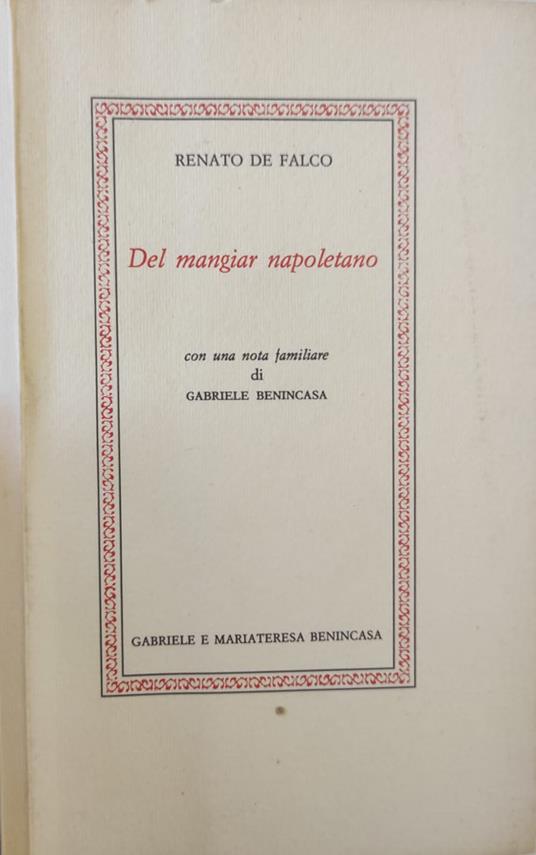 RENATO DE FALCO
Del mangiar napoletano
con una nota familiare
di
GABRIELE BENINCASA
GABRIELE E MARIATERESA BENINCASA